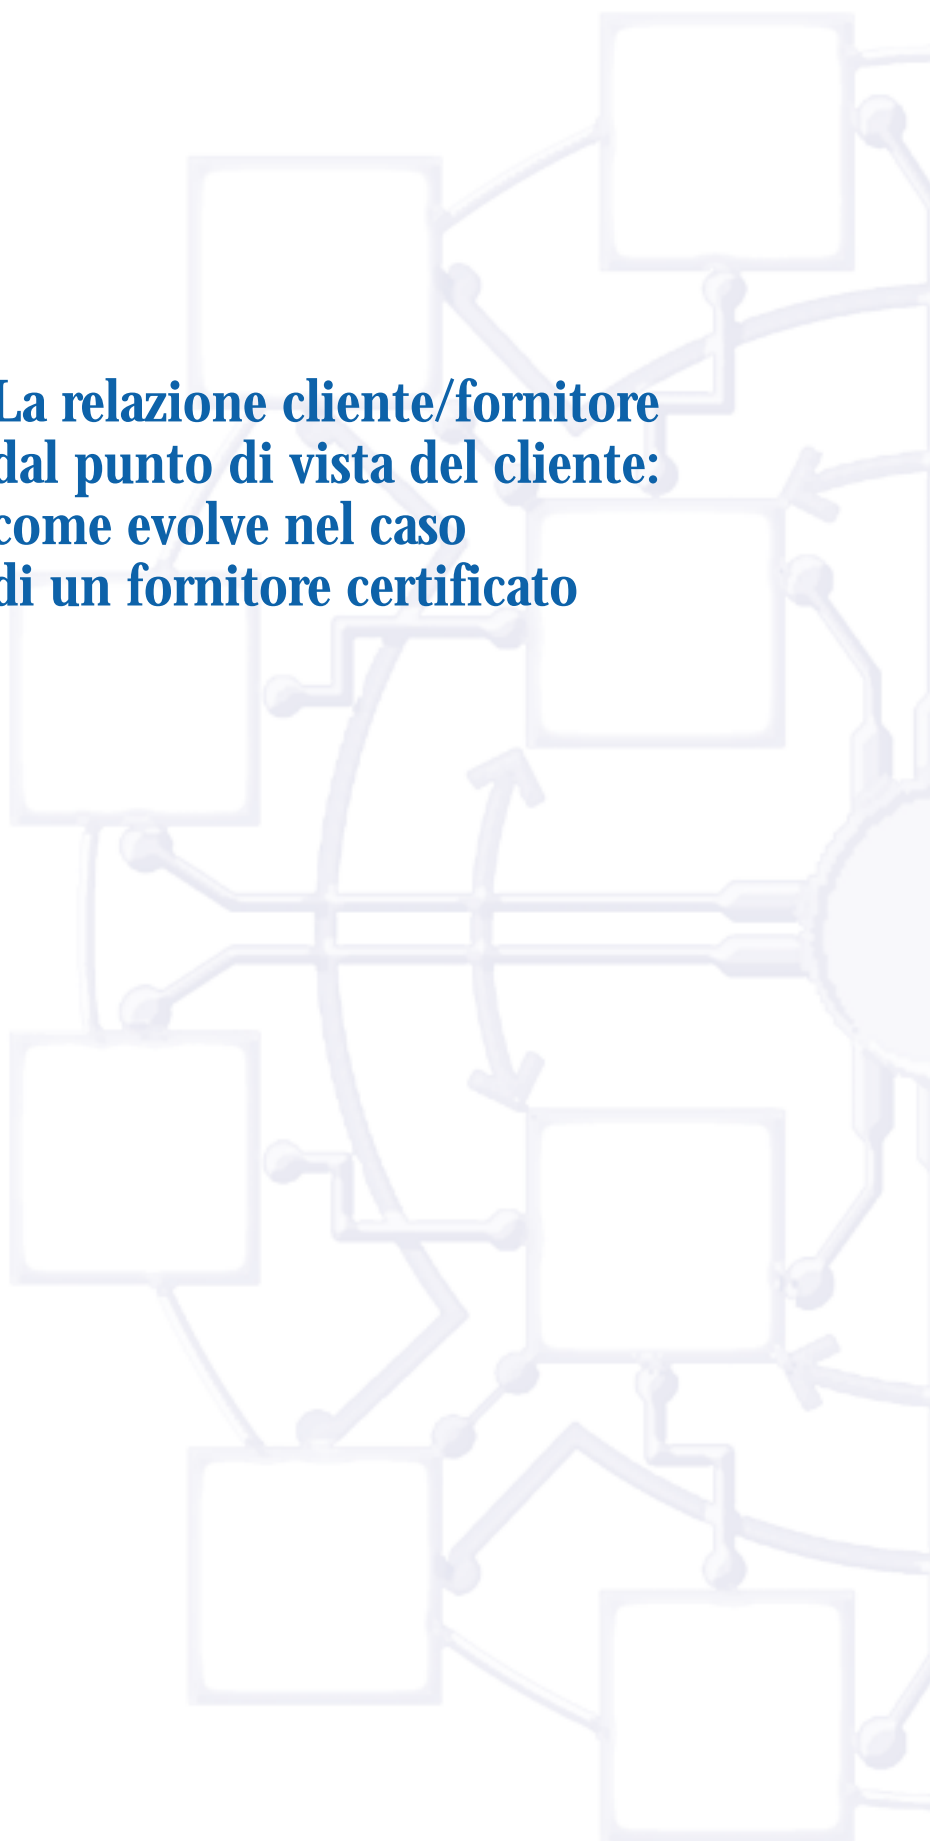 La relazione cliente/fornitore
dal punto di vista del cliente:
come evolve nel caso
di un fornitore certificato